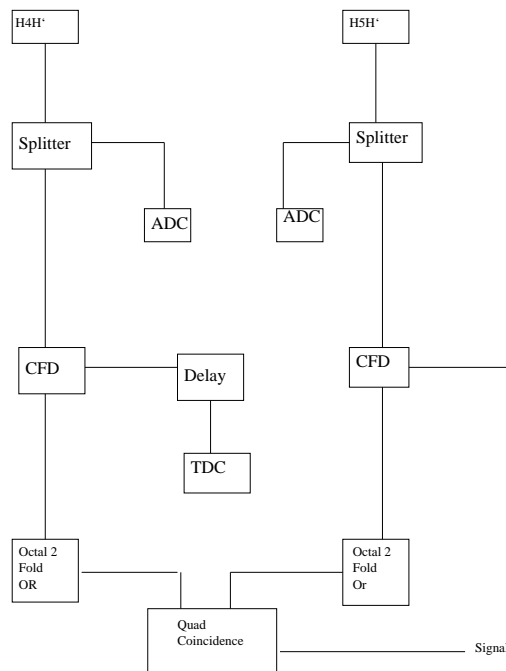 H4H‘
H5H‘
Splitter
Splitter
ADC
ADC
CFD
Delay
CFD
TDC
Octal 2
Fold
OR
Octal 2
Fold
Or
Quad
Coincidence
Signal